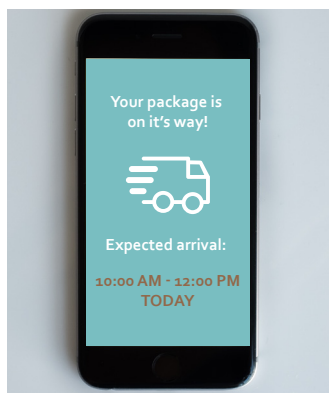 Your package is
on it's way!
Expected arrival:
10:00 AM - 12:00 PM
TODAY